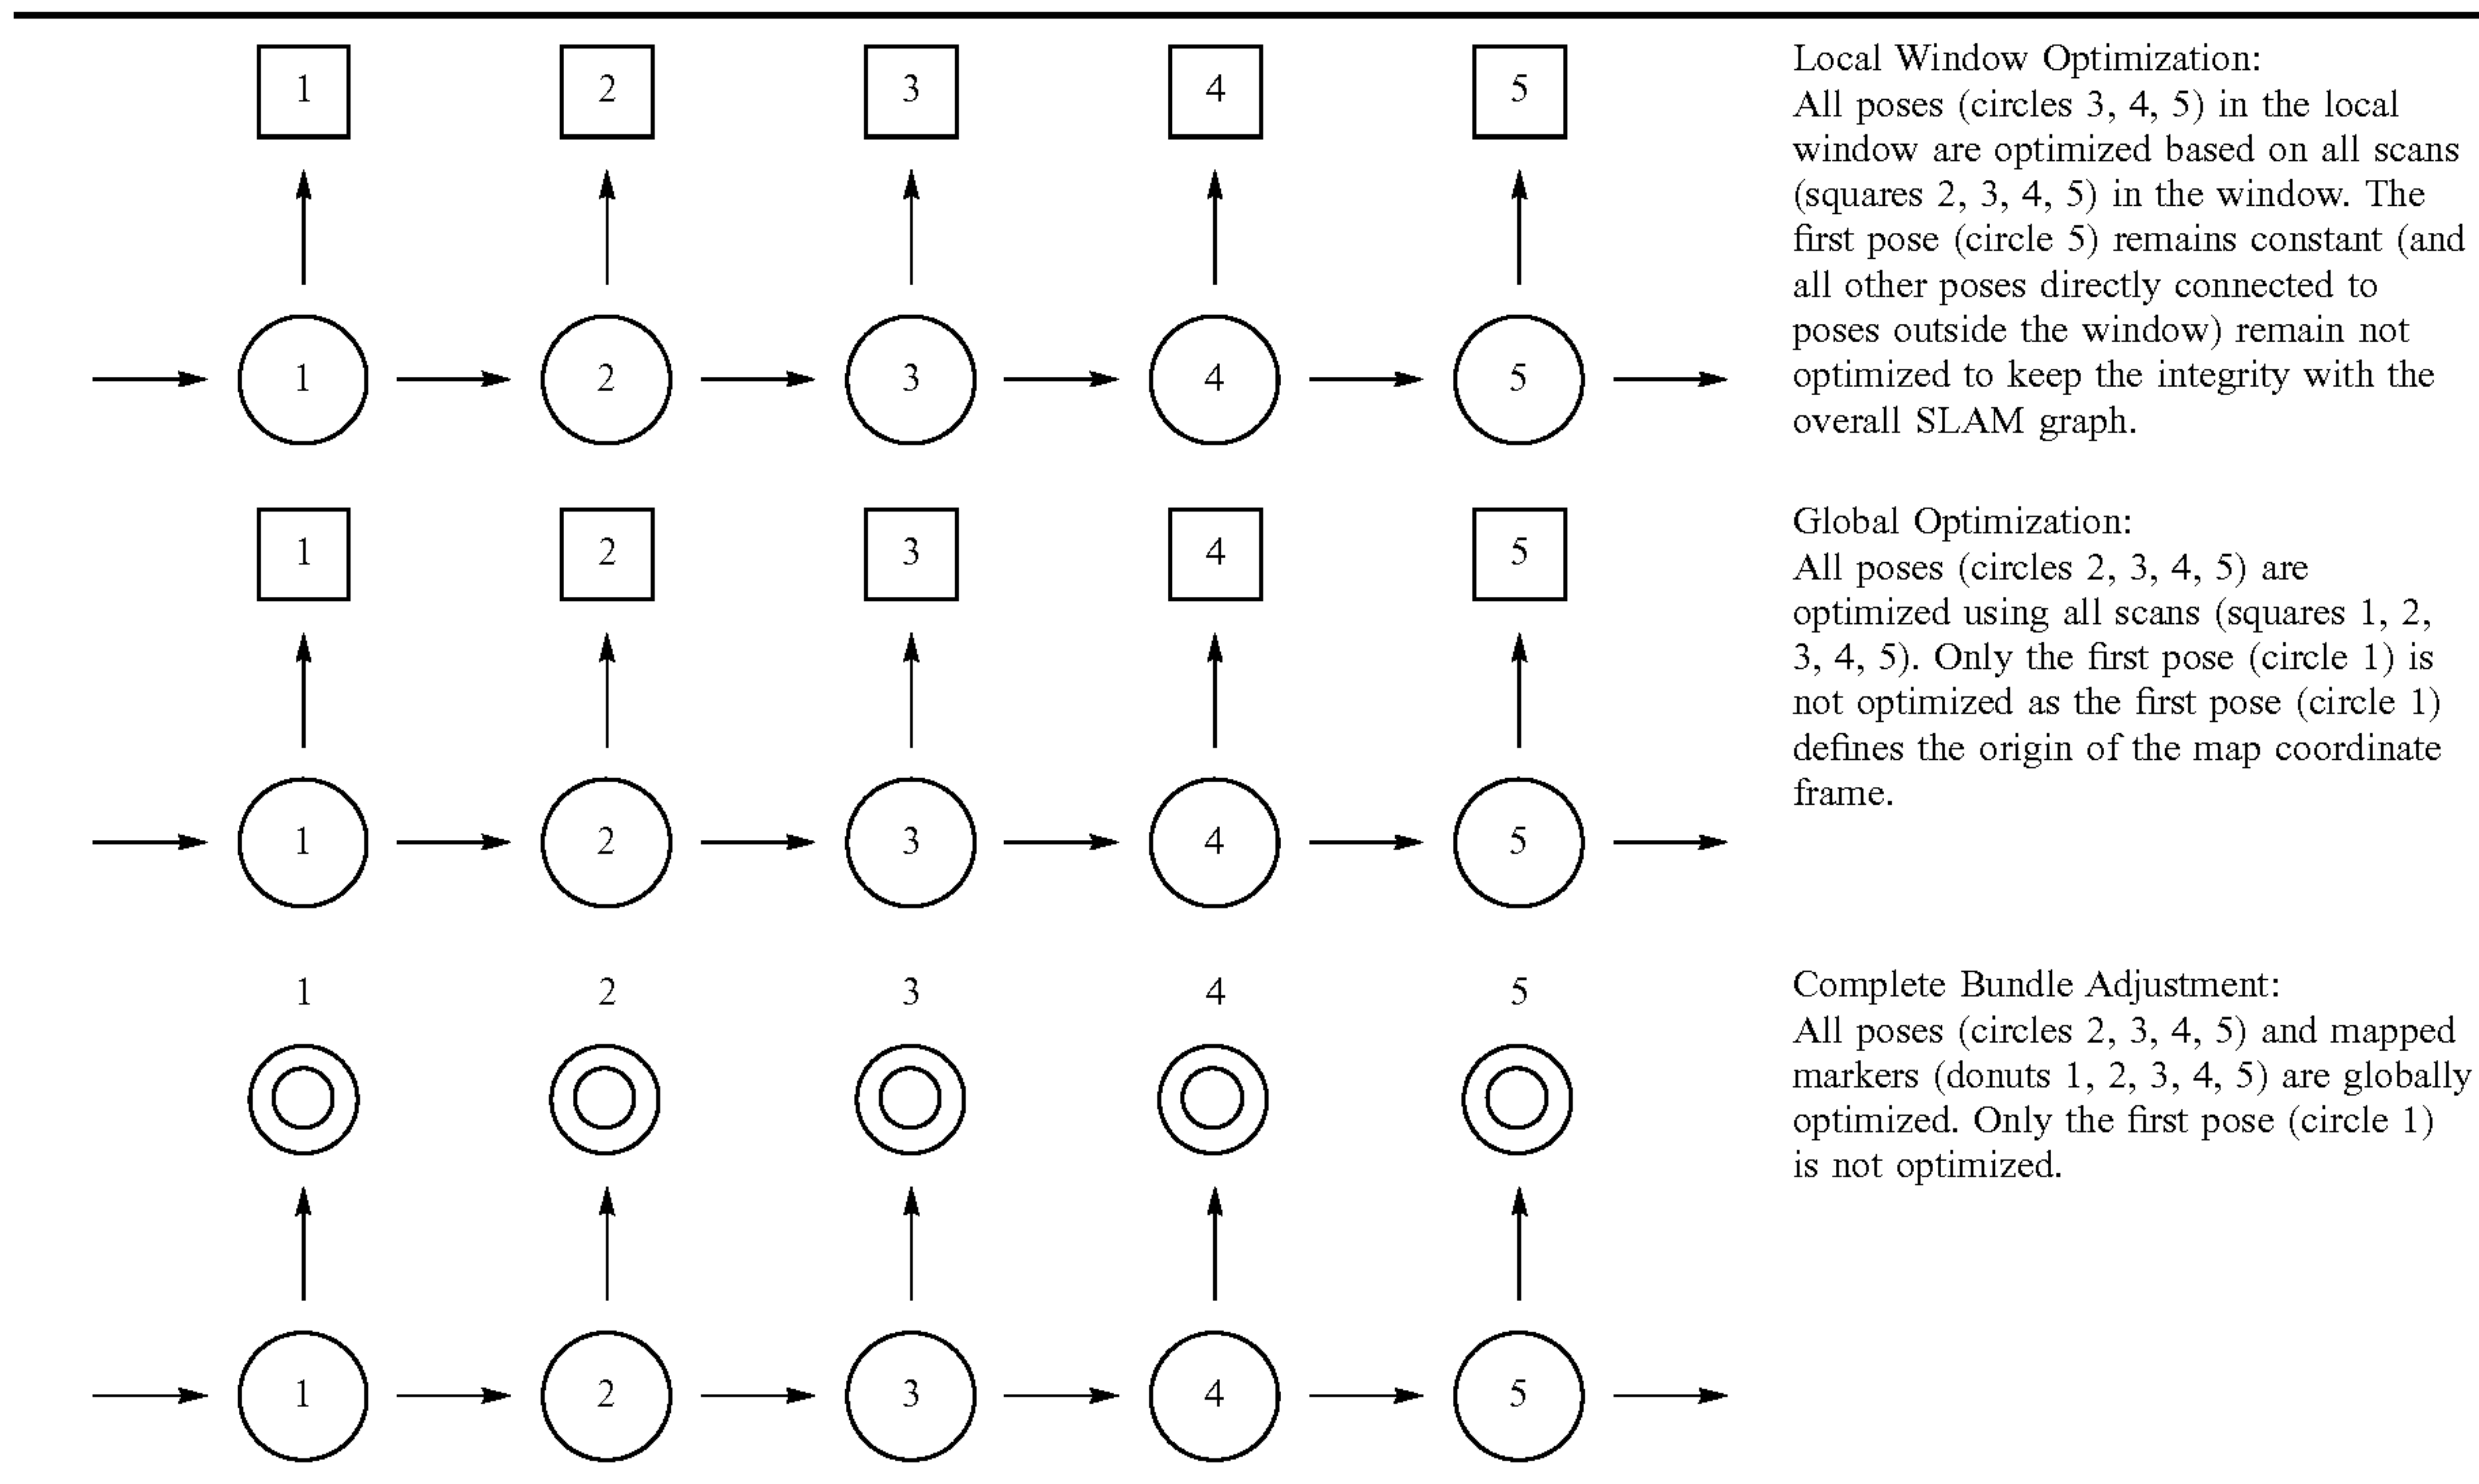 1 2 3 4 5
1 2 3 4 5
Local Window Optimization:
All poses (circles 3, 4, 5) in the local
window are optimized based on all scans
(squares 2, 3, 4, 5) in the window. The
first pose (circle 5) remains constant (and
all other poses directly connected to
poses outside the window) remain not
optimized to keep the integrity with the
overall SLAM graph.
1 2 3 4 5
1 2 3 4 5
Global Optimization:
All poses (circles 2, 3, 4, 5) are
optimized using all scans (squares 1, 2,
3, 4, 5). Only the first pose (circle 1) is
not optimized as the first pose (circle 1)
defines the origin of the map coordinate
frame.
1 2 3 4 5
1 2 3 4 5
Complete Bundle Adjustment:
All poses (circles 2, 3, 4, 5) and mapped
markers (donuts 1, 2, 3, 4, 5) are globally
optimized. Only the first pose (circle 1)
is not optimized.